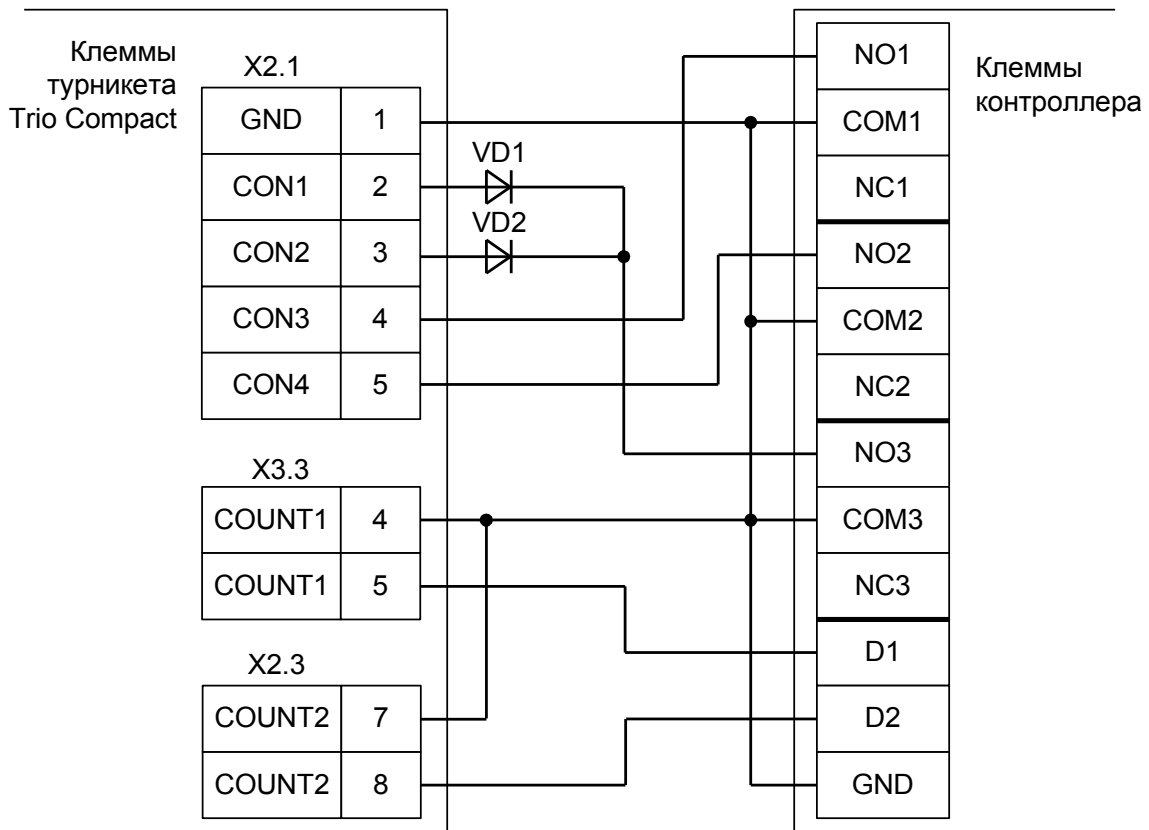 Клеммы
турникета
Trio Compact
X2.1
GND 1
CON1 2
CON2 3
CON3 4
CON4 5
X3.3
COUNT1 4
COUNT1 5
X2.3
COUNT2 7
COUNT2 8
VD1
VD2
NO1
COM1
NC1
NO2
COM2
NC2
NO3
COM3
NC3
D1
D2
GND
Клеммы
контроллера